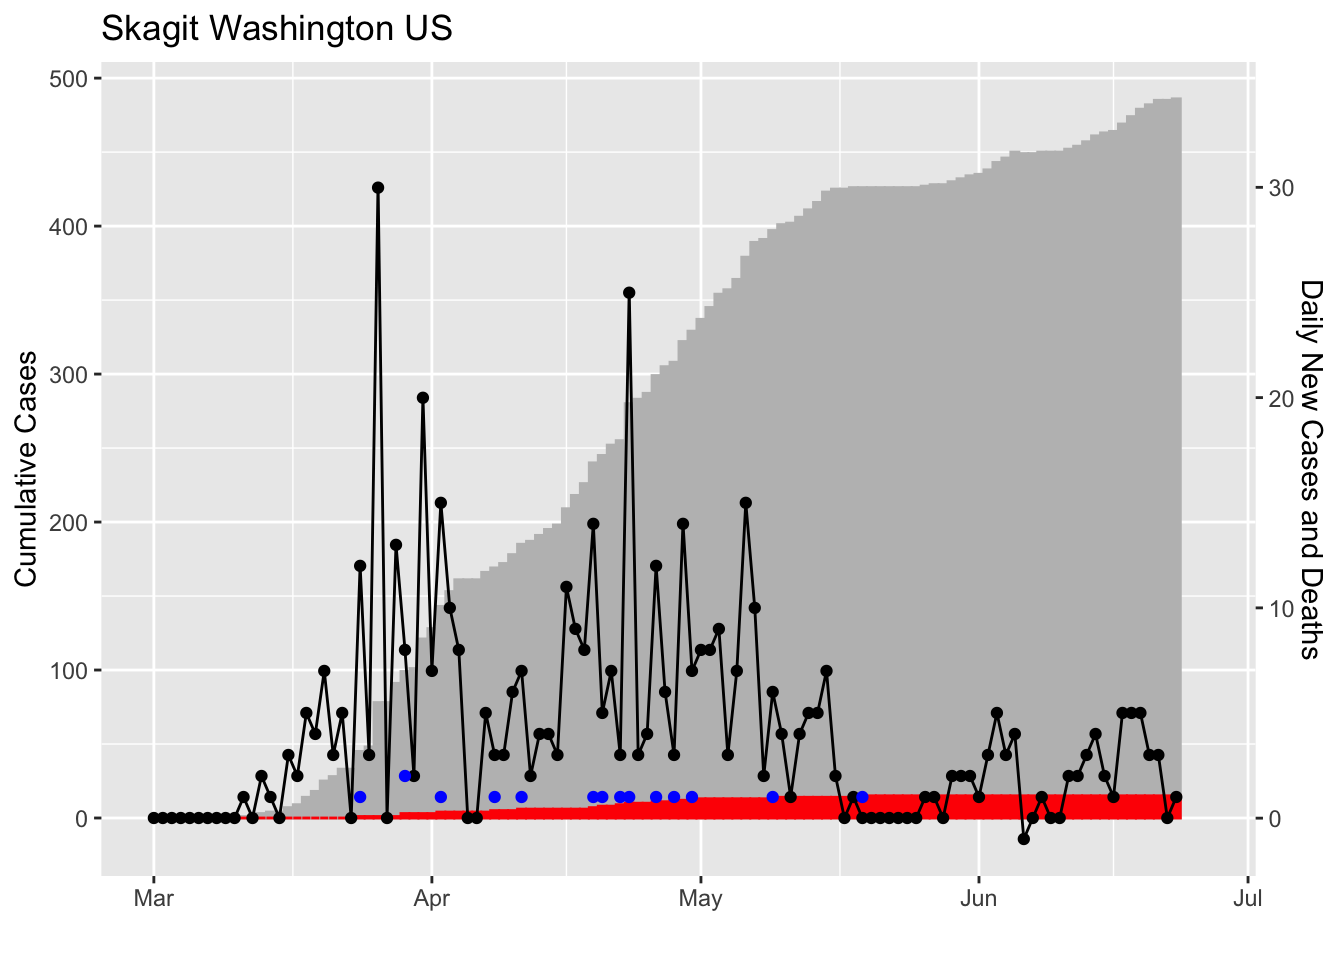 Skagit Washington US
500
400
300
200
100
0
Cumulative Cases
30
20
10
0
Daily New Cases and Deaths
Mar
Apr
May
Jun
Jul